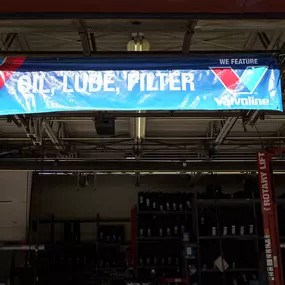 WE FEATURE
OIL, LUBE, FILTER
Valvoline
ROTARY LIFT